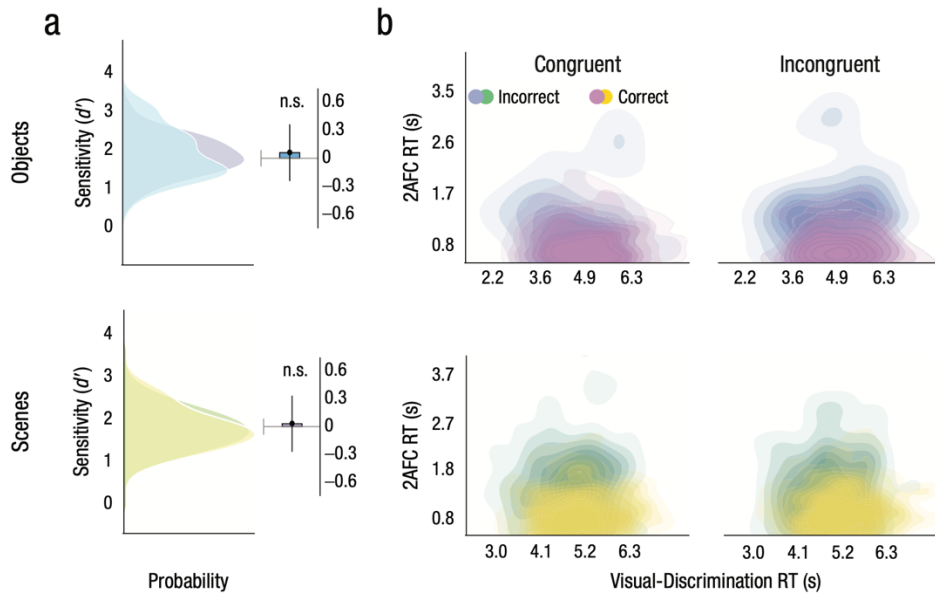 a
b
Objects
Sensitivity (d′)
4
3
2
1
0
n.s.
0.6
0.3
0
−0.3
−0.6
Congruent
Incongruent
Incorrect
Correct
2AFC RT (s)
3.5
2.6
1.7
0.8
2.2 3.6 4.9 6.3
2.2 3.6 4.9 6.3
Scenes
Sensitivity (d′)
4
3
2
1
0
n.s.
0.6
0.3
0
−0.3
−0.6
2AFC RT (s)
3.7
2.7
1.8
0.8
3.0 4.1 5.2 6.3
3.0 4.1 5.2 6.3
Probability
Visual-Discrimination RT (s)